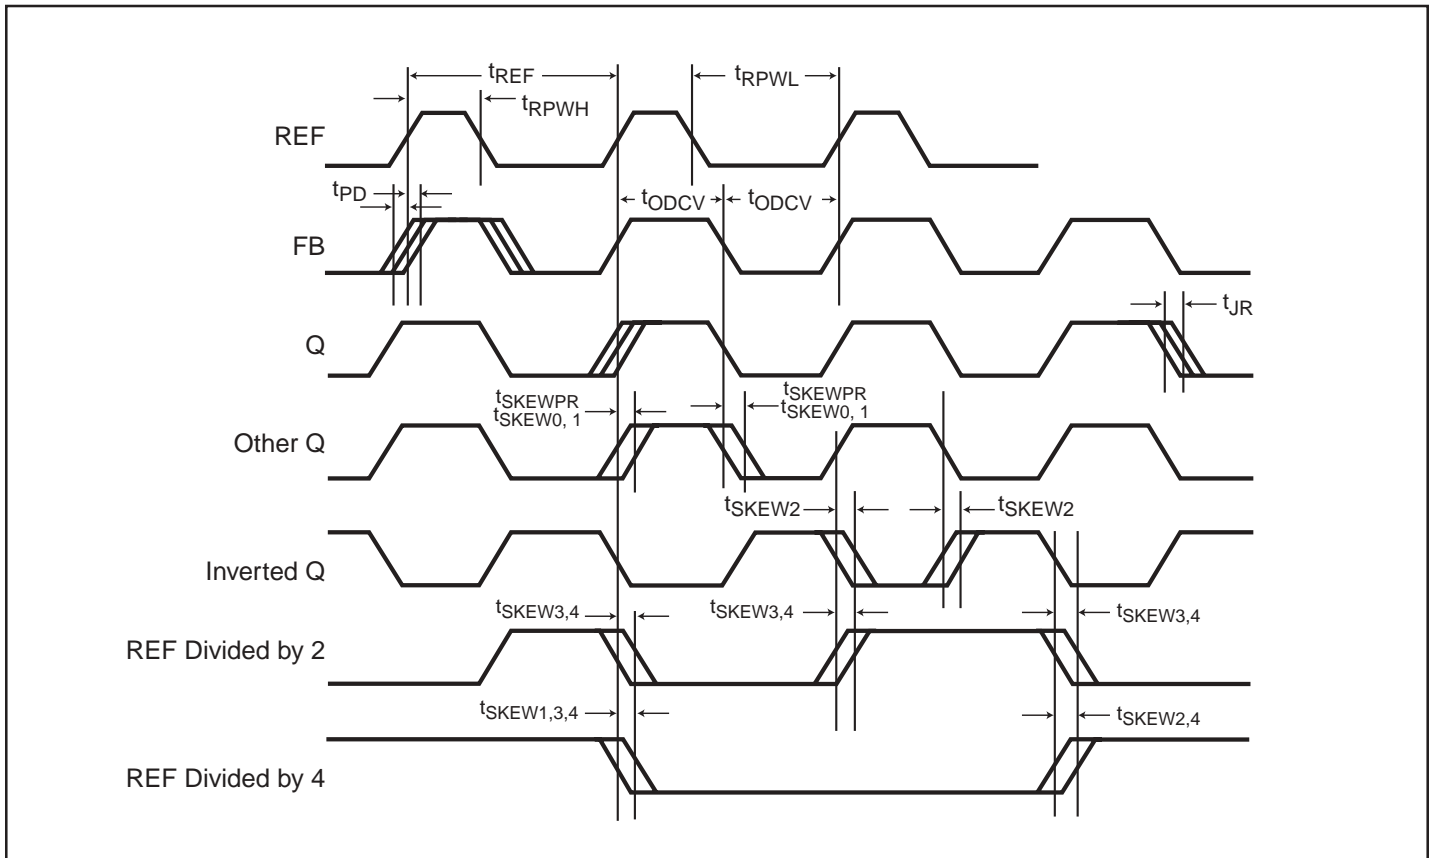 tREF
tRPWL
tRPWH
REF
tPD
tODCV
tODCV
FB
tJR
Q
tSKEWPR
tSKEW0, 1
tSKEWPR
tSKEW0, 1
Other Q
tSKEW2
tSKEW2
Inverted Q
tSKEW3,4
tSKEW3,4
tSKEW3,4
REF Divided by 2
tSKEW1,3,4
tSKEW2,4
REF Divided by 4